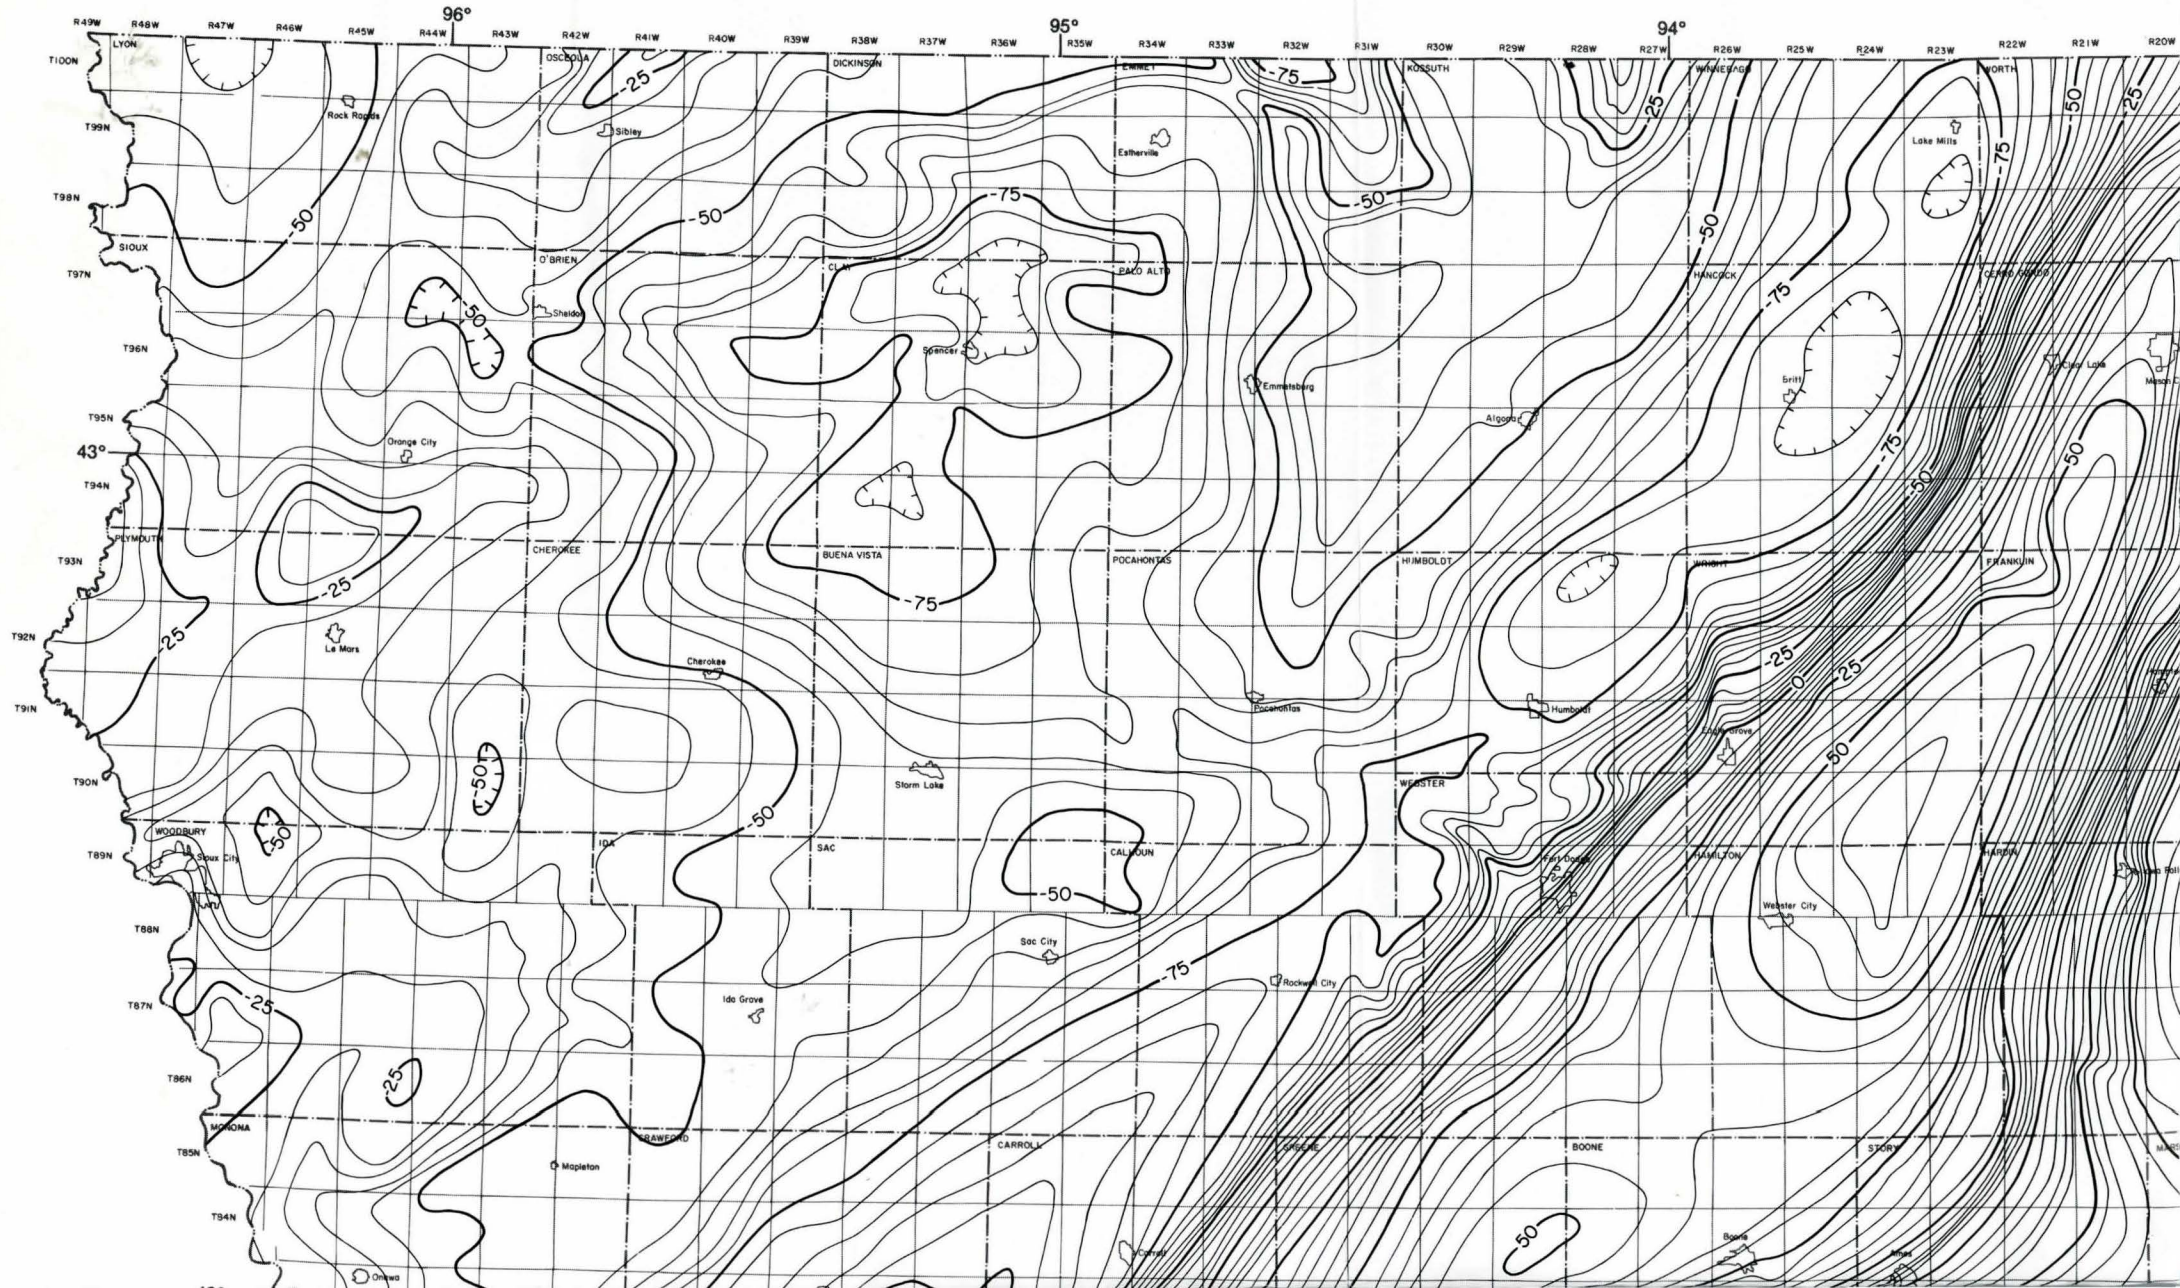 96°
95°
94°
R49W R48W R47W R46W R45W R44W R43W R42W R41W R40W R39W R38W R37W R36W R35W R34W R33W R32W R31W R30W R29W R28W R27W R26W R25W R24W R23W R22W R21W R20W
LYON OSCEOLA DICKINSON EMMET KOSSUTH WINNEBAGO WORTH
T100N
-25 -75 -25 -50 -25
Rock Rapids
T99N
Sibley
Estherville
Lake Mills
-75
T98N
-50
-50
-75
-50
-50
SIOUX
O'BRIEN
CLAY
PALO ALTO
HANCOCK
CERRO GORDO
T97N
-75
-50
Sheldon
T96N
Spencer
Clear Lake
Britt
Emmetsburg
T95N
Algona
43°
Orange City
-75
50
T94N
-50
PLYMOUTH
CHEROKEE
BUENA VISTA
POCAHONTAS
HUMBOLDT
WRIGHT
FRANKLIN
T93N
-25
-75
T92N
-25
Le Mars
Cherokee
-25
0
25
T91N
Pocahontas
Humboldt
Eagle Grove
50
T90N
-50
Storm Lake
WEBSTER
-50
WOODBURY
-50
IDA
SAC
CALHOUN
HAMILTON
HARDIN
T89N
Sioux City
Fort Dodge
-50
Webster City
T88N
Sac City
-75
Rockwell City
T87N
-25
Ida Grove
T86N
-25
MONONA
CRAWFORD
CARROLL
GREENE
BOONE
STORY
T85N
Mapleton
T84N
50
Boone
Carroll
Ames
Onawa